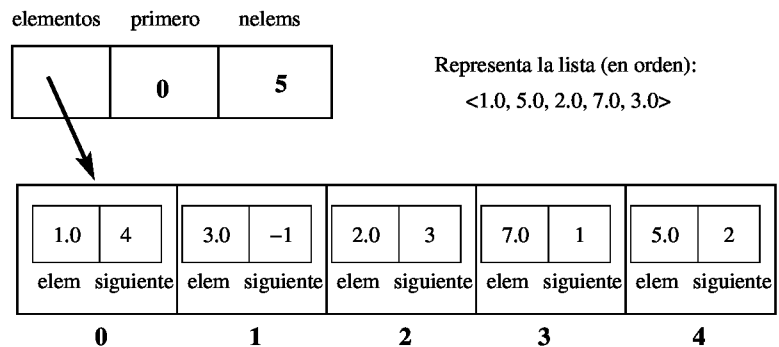 elementos primero nelems
0 5
Representa la lista (en orden):
<1.0, 5.0, 2.0, 7.0, 3.0>
1.0 4 3.0 −1 2.0 3 7.0 1 5.0 2
elem siguiente elem siguiente elem siguiente elem siguiente elem siguiente
0 1 2 3 4